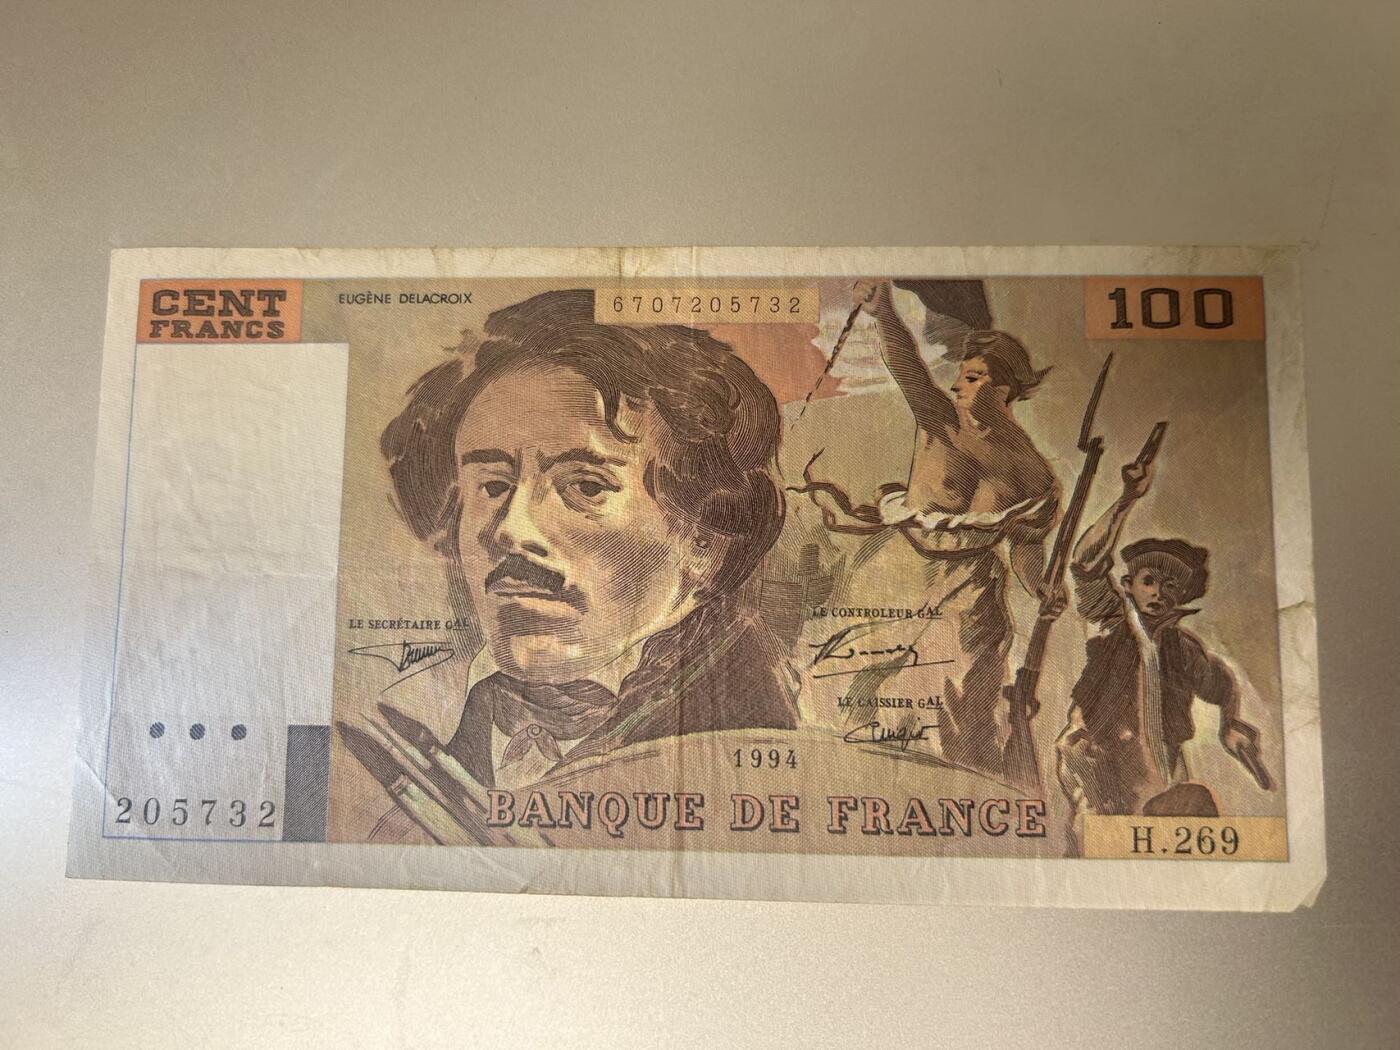 CENT
FRANCS
EUGÈNE DELACROIX
6707205732
100
LE SECRÉTAIRE GAL
LE CONTROLEUR GAL
LE CAISSIER GAL
1994
205732
BANQUE DE FRANCE
H.269